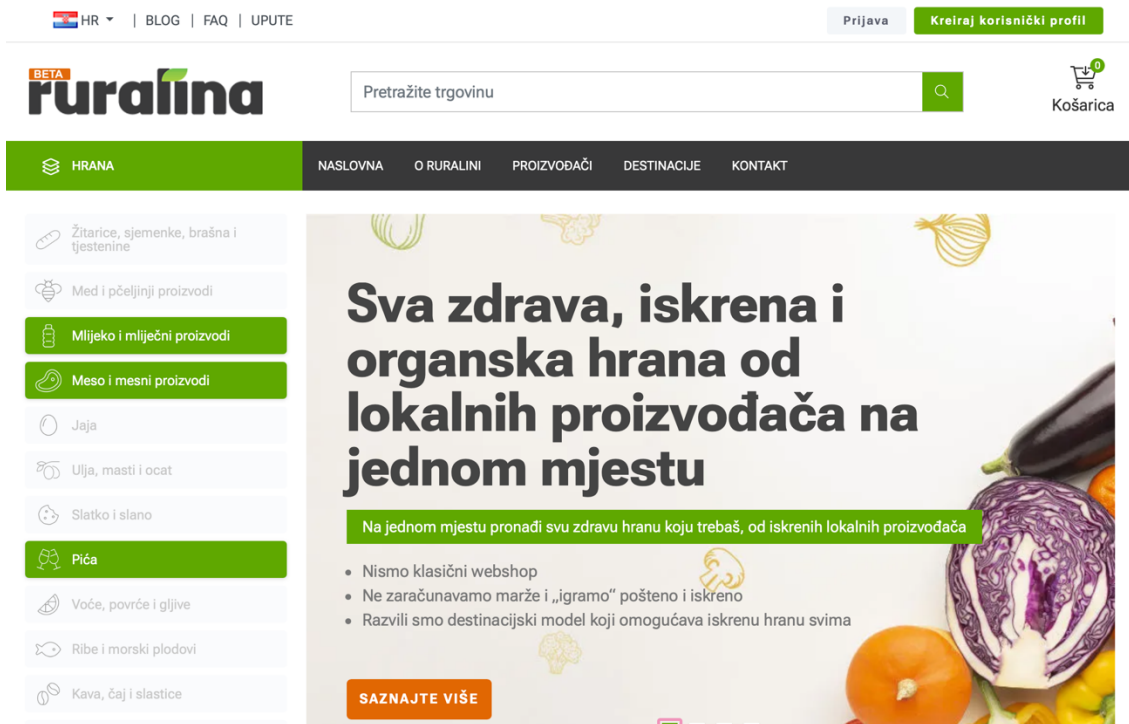 HR | BLOG | FAQ | UPUTE
Prijava
Kreiraj korisnički profil
BETA
ruralina
Pretražite trgovinu
0
Košarica
HRANA
NASLOVNA O RURALINI PROIZVOĐAČI DESTINACIJE KONTAKT
Žitarice, sjemenke, brašna i
tjestenine
Med i pčeljinji proizvodi
Mlijeko i mliječni proizvodi
Meso i mesni proizvodi
Jaja
Ulja, masti i ocat
Slatko i slano
Pića
Voće, povrće i gljive
Ribe i morski plodovi
Kava, čaj i slastice
Sva zdrava, iskrena i
organska hrana od
lokalnih proizvođača na
jednom mjestu
Na jednom mjestu pronađi svu zdravu hranu koju trebaš, od iskrenih lokalnih proizvođača
• Nismo klasični webshop
• Ne zaračunavamo marže i „igramo“ pošteno i iskreno
• Razvili smo destinacijski model koji omogućava iskrenu hranu svima
SAZNAJTE VIŠE